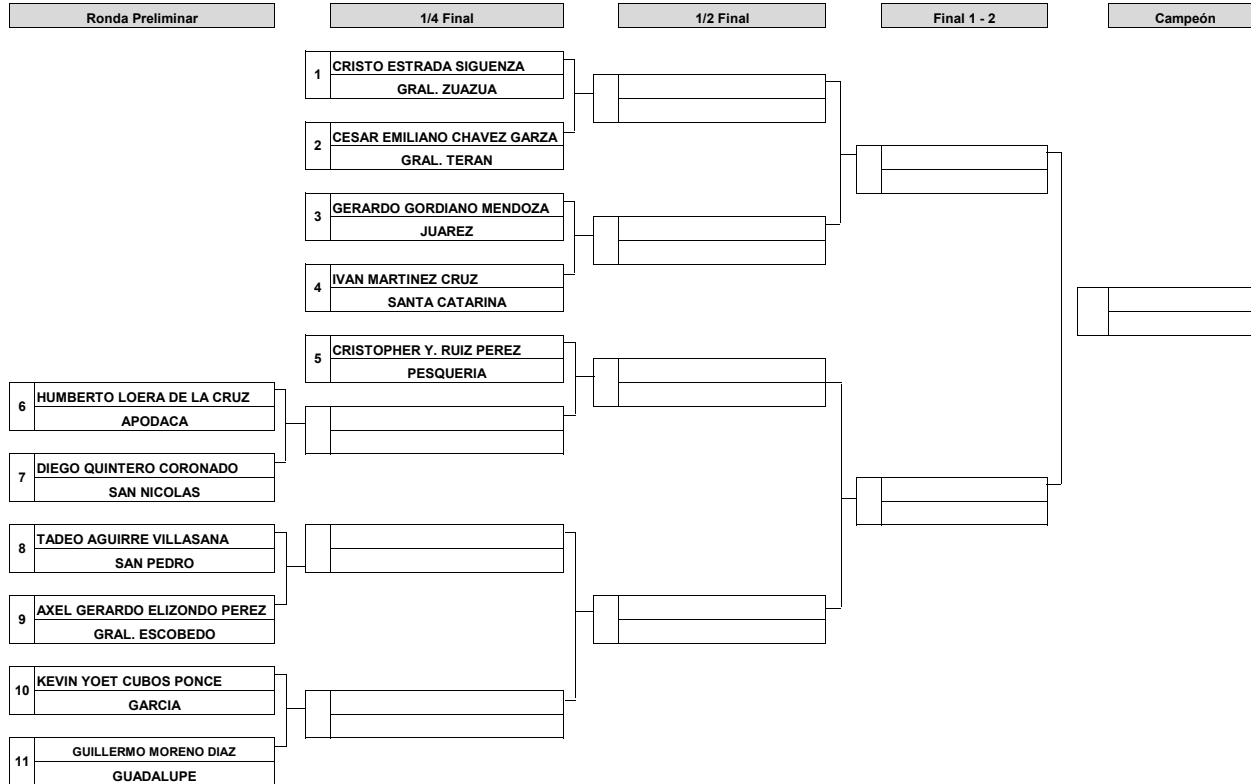 Ronda Preliminar
1/4 Final
1/2 Final
Final 1 - 2
Campeón
1
CRISTO ESTRADA SIGUENZA
GRAL. ZUAZUA
2
CESAR EMILIANO CHAVEZ GARZA
GRAL. TERAN
3
GERARDO GORDIANO MENDOZA
JUAREZ
4
IVAN MARTINEZ CRUZ
SANTA CATARINA
5
CRISTOPHER Y. RUIZ PEREZ
PESQUERIA
6
HUMBERTO LOERA DE LA CRUZ
APODACA
7
DIEGO QUINTERO CORONADO
SAN NICOLAS
8
TADEO AGUIRRE VILLASANA
SAN PEDRO
9
AXEL GERARDO ELIZONDO PEREZ
GRAL. ESCOBEDO
10
KEVIN YOET CUBOS PONCE
GARCIA
11
GUILLERMO MORENO DIAZ
GUADALUPE